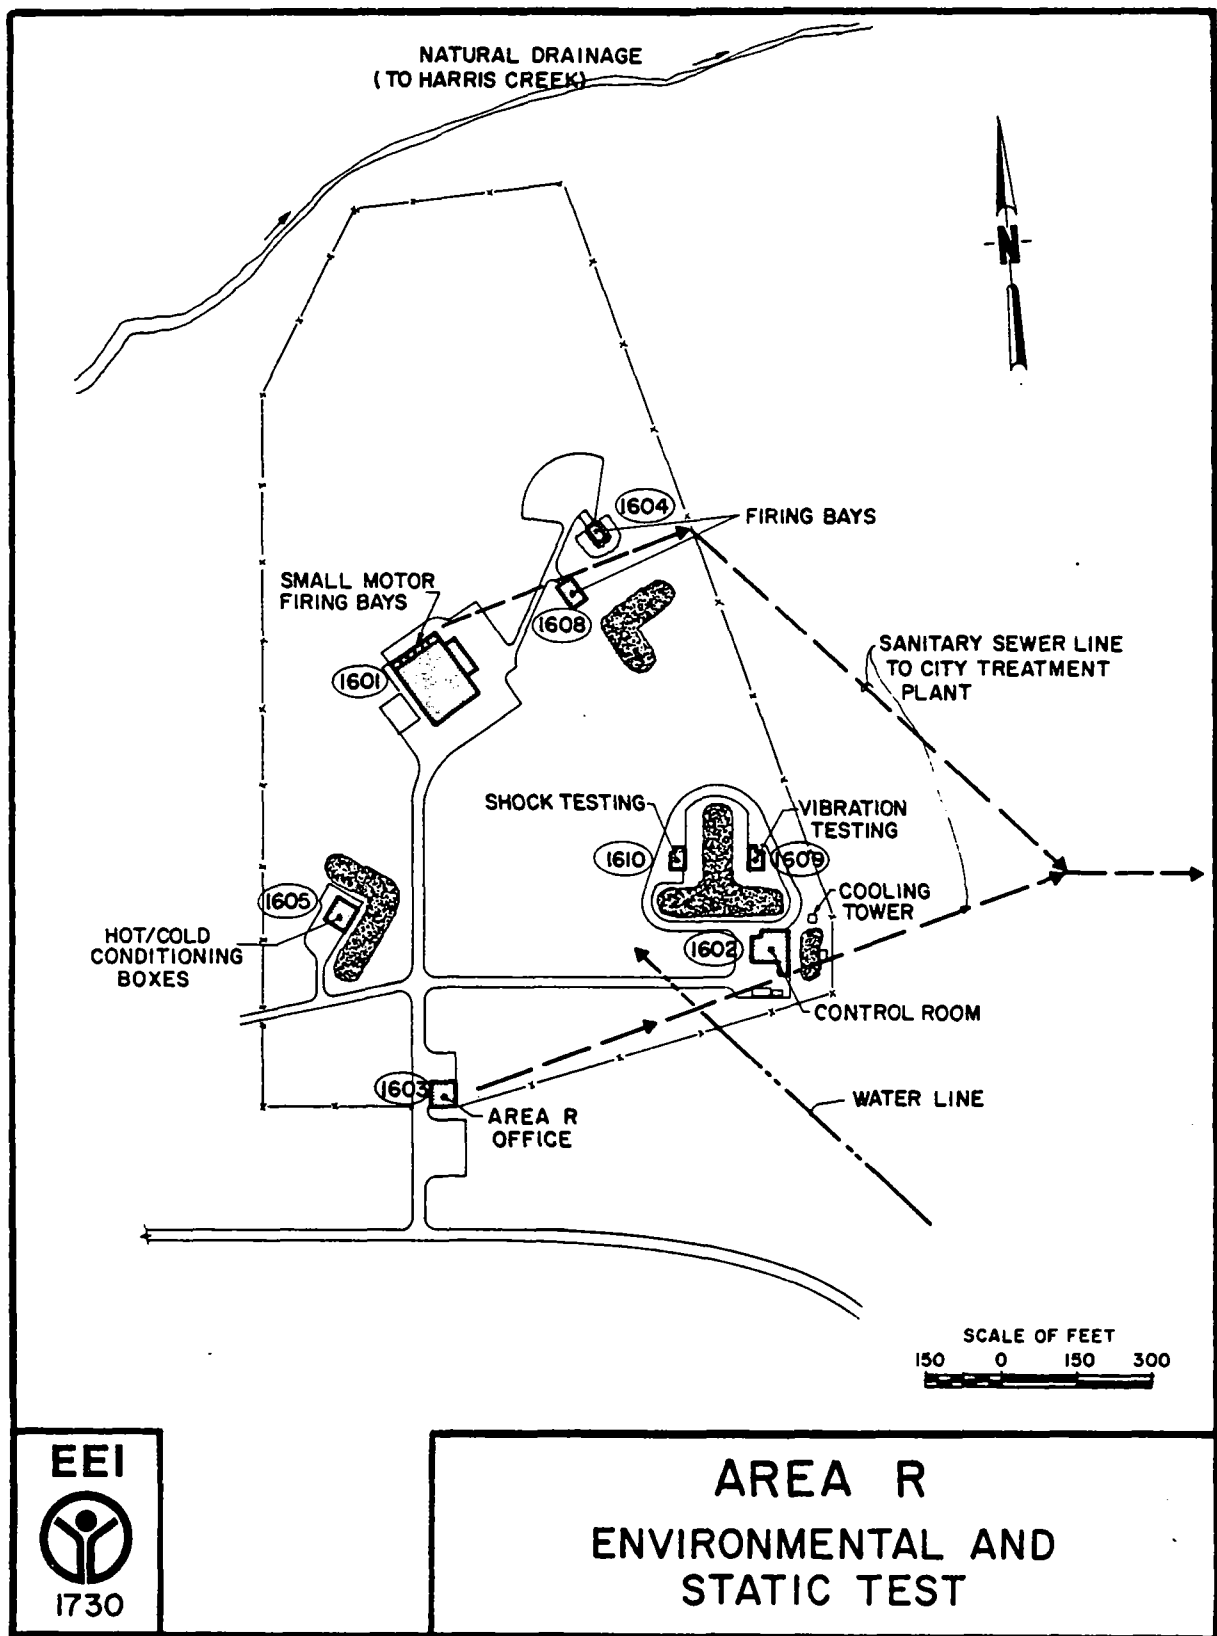 NATURAL DRAINAGE
(TO HARRIS CREEK)
N
1604
FIRING BAYS
SMALL MOTOR
FIRING BAYS
1608
1601
SANITARY SEWER LINE
TO CITY TREATMENT
PLANT
SHOCK TESTING
VIBRATION
TESTING
1610
1609
1605
COOLING
TOWER
HOT/COLD
CONDITIONING
BOXES
1602
CONTROL ROOM
1603
AREA R
OFFICE
WATER LINE
SCALE OF FEET
150 0 150 300
EEI
1730
AREA R
ENVIRONMENTAL AND
STATIC TEST